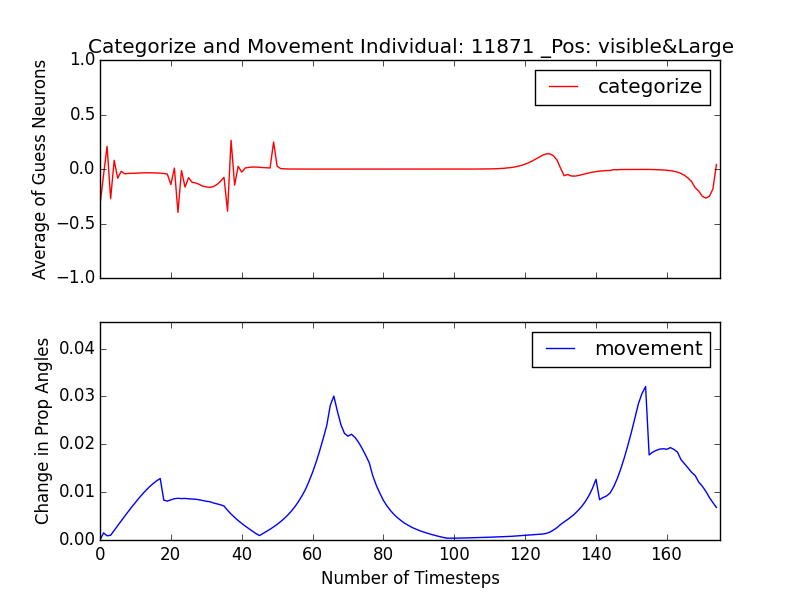 Categorize and Movement Individual: 11871 _Pos: visible&Large
1.0
0.5
0.0
−0.5
−1.0
Average of Guess Neurons
categorize
0.04
0.03
0.02
0.01
0.00
Change in Prop Angles
movement
0 20 40 60 80 100 120 140 160
Number of Timesteps